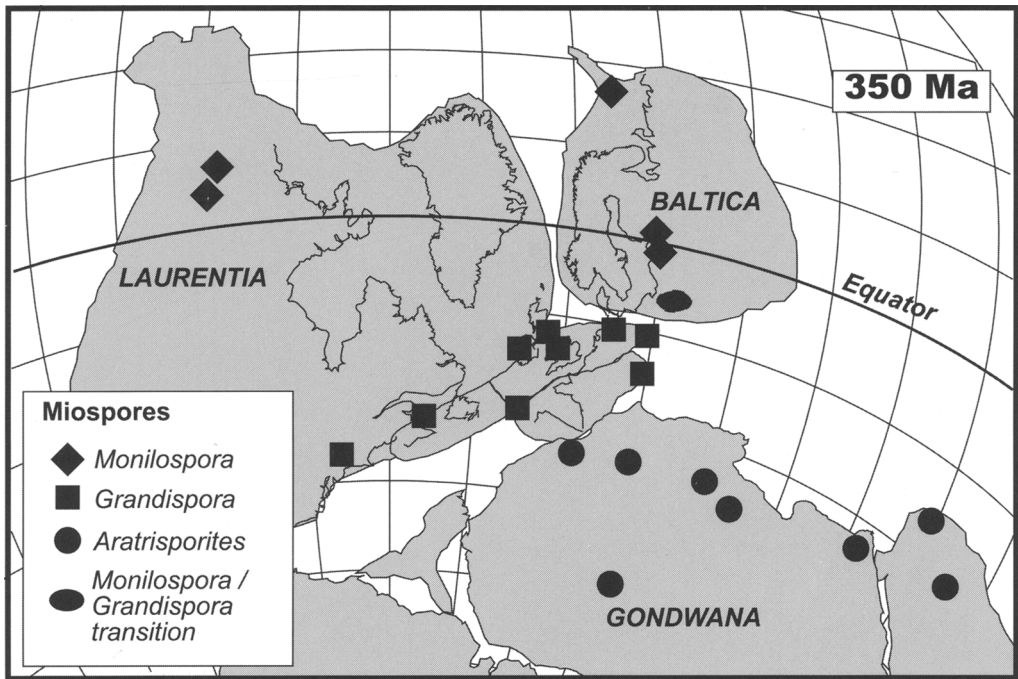 350 Ma
BALTICA
LAURENTIA
Equator
Miospores
Monilospora
Grandispora
Aratrisporites
Monilospora /
Grandispora
transition
GONDWANA